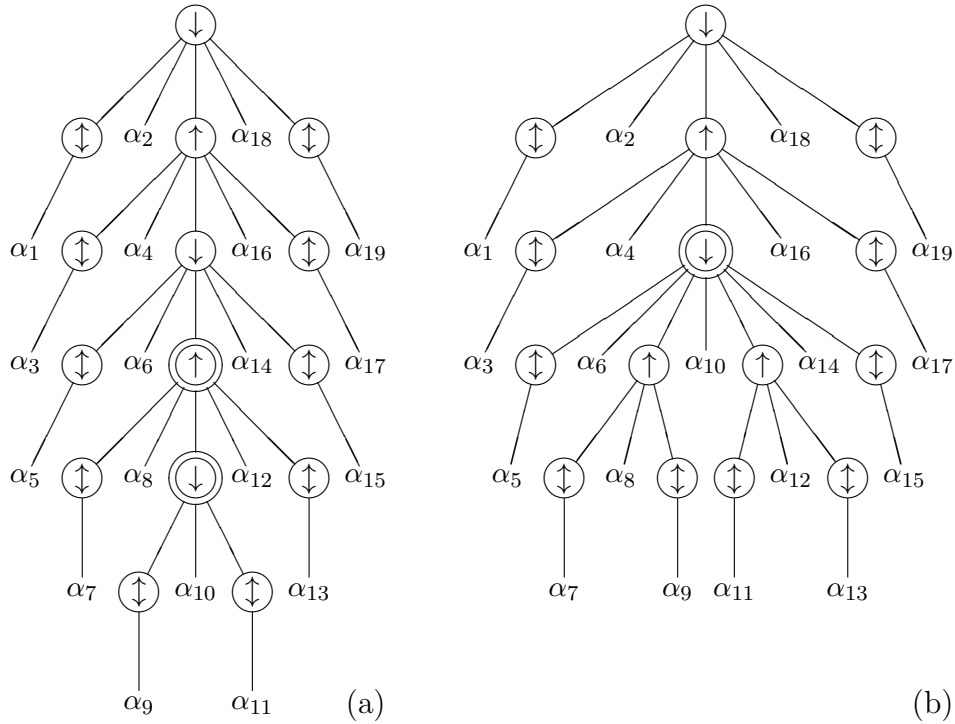 ↓ ↓
↕ α2 ↑ α18 ↕ ↕ α2 ↑ α18 ↕
α1 ↕ α4 ↓ α16 ↕ α19 α1 ↕ α4 ↓ α16 ↕ α19
α3 ↕ α6 ↑ α14 ↕ α17 α3 ↕ α6 ↑ α10 ↑ α14 ↕ α17
α5 ↕ α8 ↓ α12 ↕ α15 α5 ↕ α8 ↕ ↕ α12 ↕ α15
α7 ↕ α10 ↕ α13 α7 α9 α11 α13
α9 α11 (a) (b)